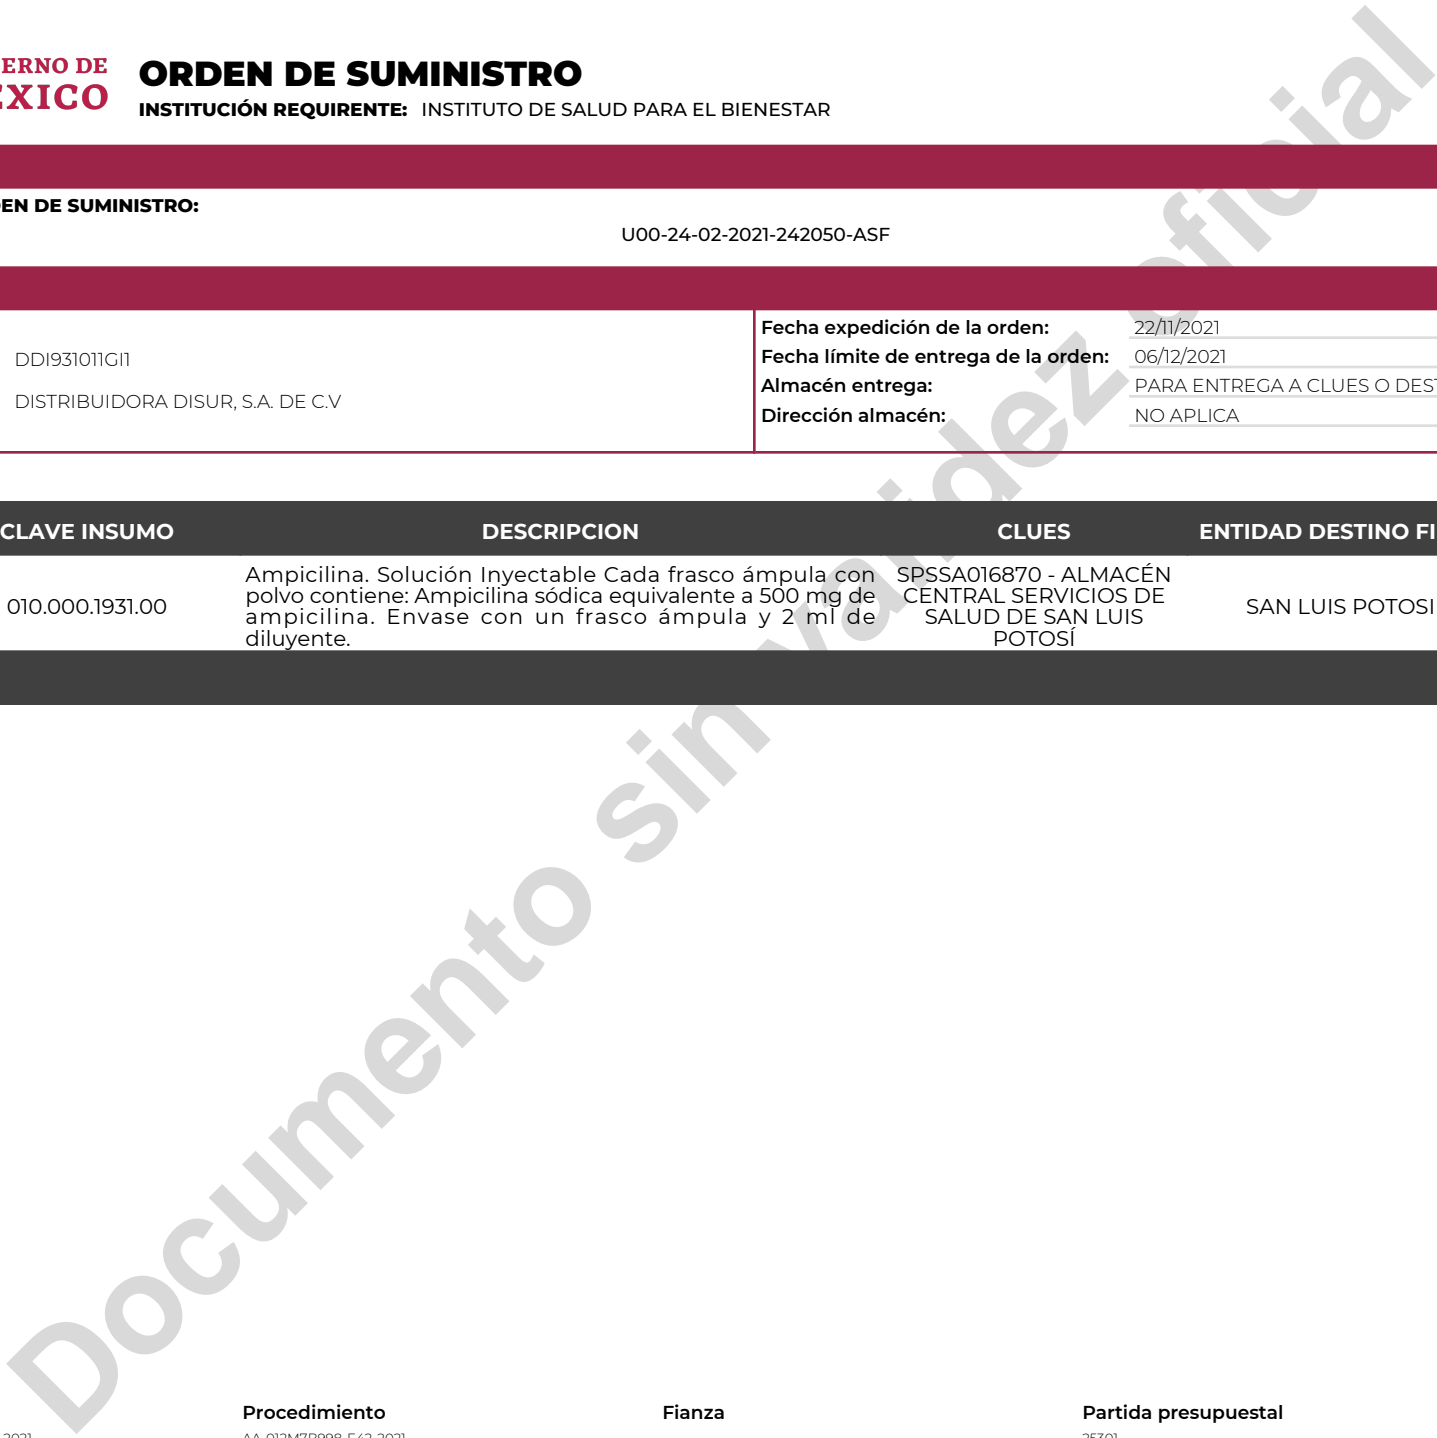 ERNO DE
EXICO
ORDEN DE SUMINISTRO
INSTITUCIÓN REQUIRENTE: INSTITUTO DE SALUD PARA EL BIENESTAR
EN DE SUMINISTRO:
U00-24-02-2021-242050-ASF
DDI931011GI1
DISTRIBUIDORA DISUR, S.A. DE C.V
Fecha expedición de la orden: 22/11/2021
Fecha límite de entrega de la orden: 06/12/2021
Almacén entrega: PARA ENTREGA A CLUES O DEST
Dirección almacén: NO APLICA
CLAVE INSUMO DESCRIPCION CLUES ENTIDAD DESTINO FI
010.000.1931.00
Ampicilina. Solución Inyectable Cada frasco ámpula con
polvo contiene: Ampicilina sódica equivalente a 500 mg de
ampicilina. Envase con un frasco ámpula y 2 ml de
diluyente.
SPSSA016870 - ALMACÉN
CENTRAL SERVICIOS DE
SALUD DE SAN LUIS
POTOSÍ
SAN LUIS POTOSI
Documento sin validez oficial
Procedimiento Fianza Partida presupuestal